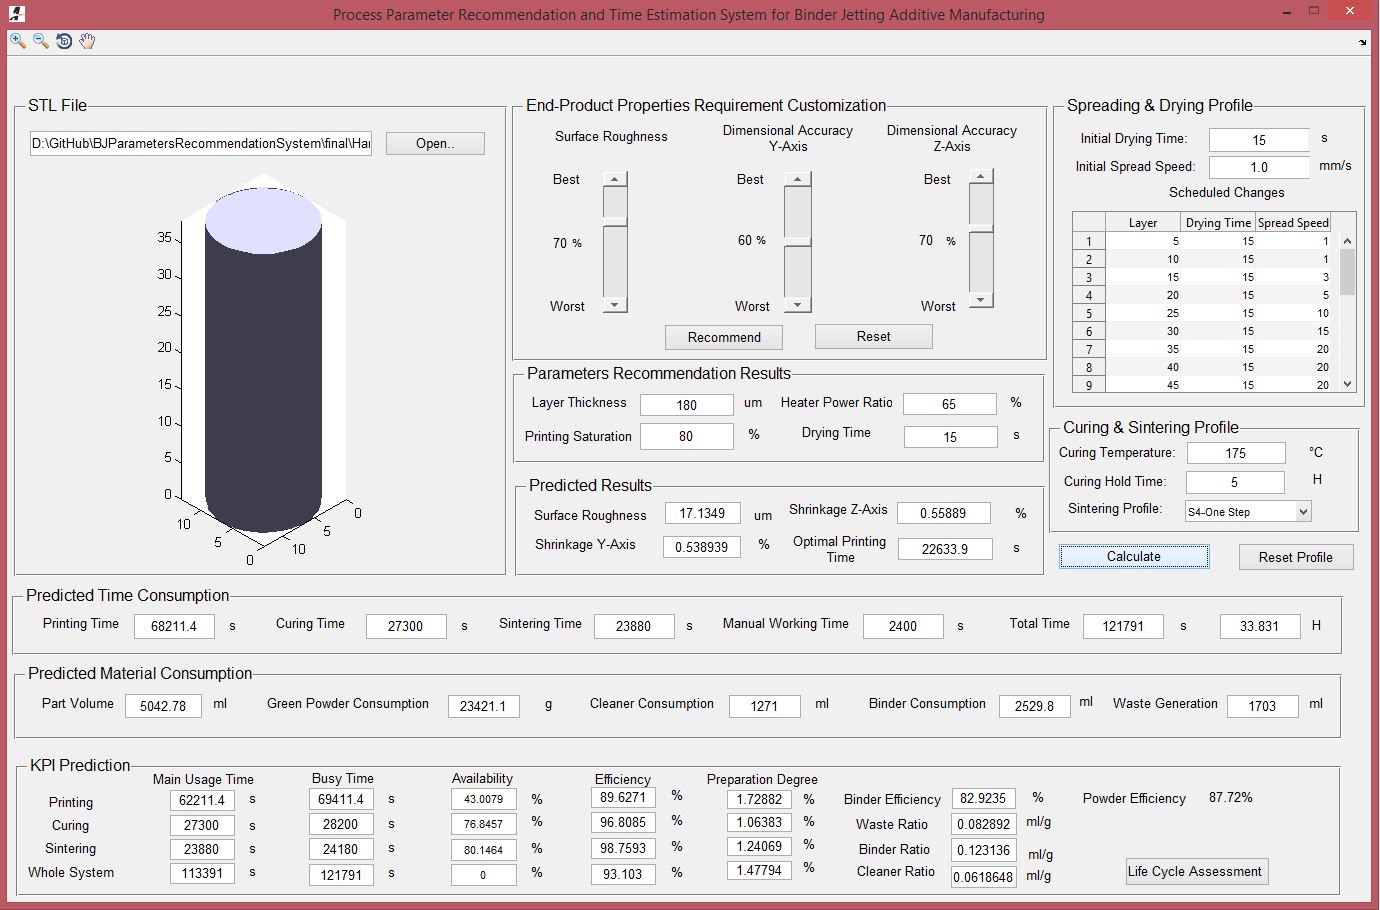 Process Parameter Recommendation and Time Estimation System for Binder Jetting Additive Manufacturing
STL File
D:\GitHub\BJParametersRecommendationSystem\final\Ha
Open..
35
30
25
20
15
10
5
0
10
5
0
10
5
0
End-Product Properties Requirement Customization
Surface Roughness
Best
70 %
Worst
Dimensional Accuracy
Y-Axis
Best
60 %
Worst
Dimensional Accuracy
Z-Axis
Best
70 %
Worst
Recommend
Reset
Parameters Recommendation Results
Layer Thickness 180 um Heater Power Ratio 65 %
Printing Saturation 80 % Drying Time 15 s
Predicted Results
Surface Roughness 17.1349 um Shrinkage Z-Axis 0.55889 %
Shrinkage Y-Axis 0.538939 % Optimal Printing Time 22633.9 s
Spreading & Drying Profile
Initial Drying Time: 15 s
Initial Spread Speed: 1.0 mm/s
Scheduled Changes
Layer Drying Time Spread Speed
1 5 15 1
2 10 15 1
3 15 15 3
4 20 15 5
5 25 15 10
6 30 15 15
7 35 15 20
8 40 15 20
9 45 15 20
Curing & Sintering Profile
Curing Temperature: 175 °C
Curing Hold Time: 5 H
Sintering Profile: S4-One Step
Calculate
Reset Profile
Predicted Time Consumption
Printing Time 68211.4 s Curing Time 27300 s Sintering Time 23880 s Manual Working Time 2400 s Total Time 121791 s 33.831 H
Predicted Material Consumption
Part Volume 5042.78 ml Green Powder Consumption 23421.1 g Cleaner Consumption 1271 ml Binder Consumption 2529.8 ml Waste Generation 1703 ml
KPI Prediction
Main Usage Time Busy Time Availability Efficiency Preparation Degree
Printing 62211.4 s 69411.4 s 43.0079 % 89.6271 % 1.72882 % Binder Efficiency 82.9235 % Powder Efficiency 87.72%
Curing 27300 s 28200 s 76.8457 % 96.8085 % 1.06383 % Waste Ratio 0.082892 ml/g
Sintering 23880 s 24180 s 80.1464 % 98.7593 % 1.24069 % Binder Ratio 0.123136 ml/g
Whole System 113391 s 121791 s 0 % 93.103 % 1.47794 % Cleaner Ratio 0.0618648 ml/g
Life Cycle Assessment